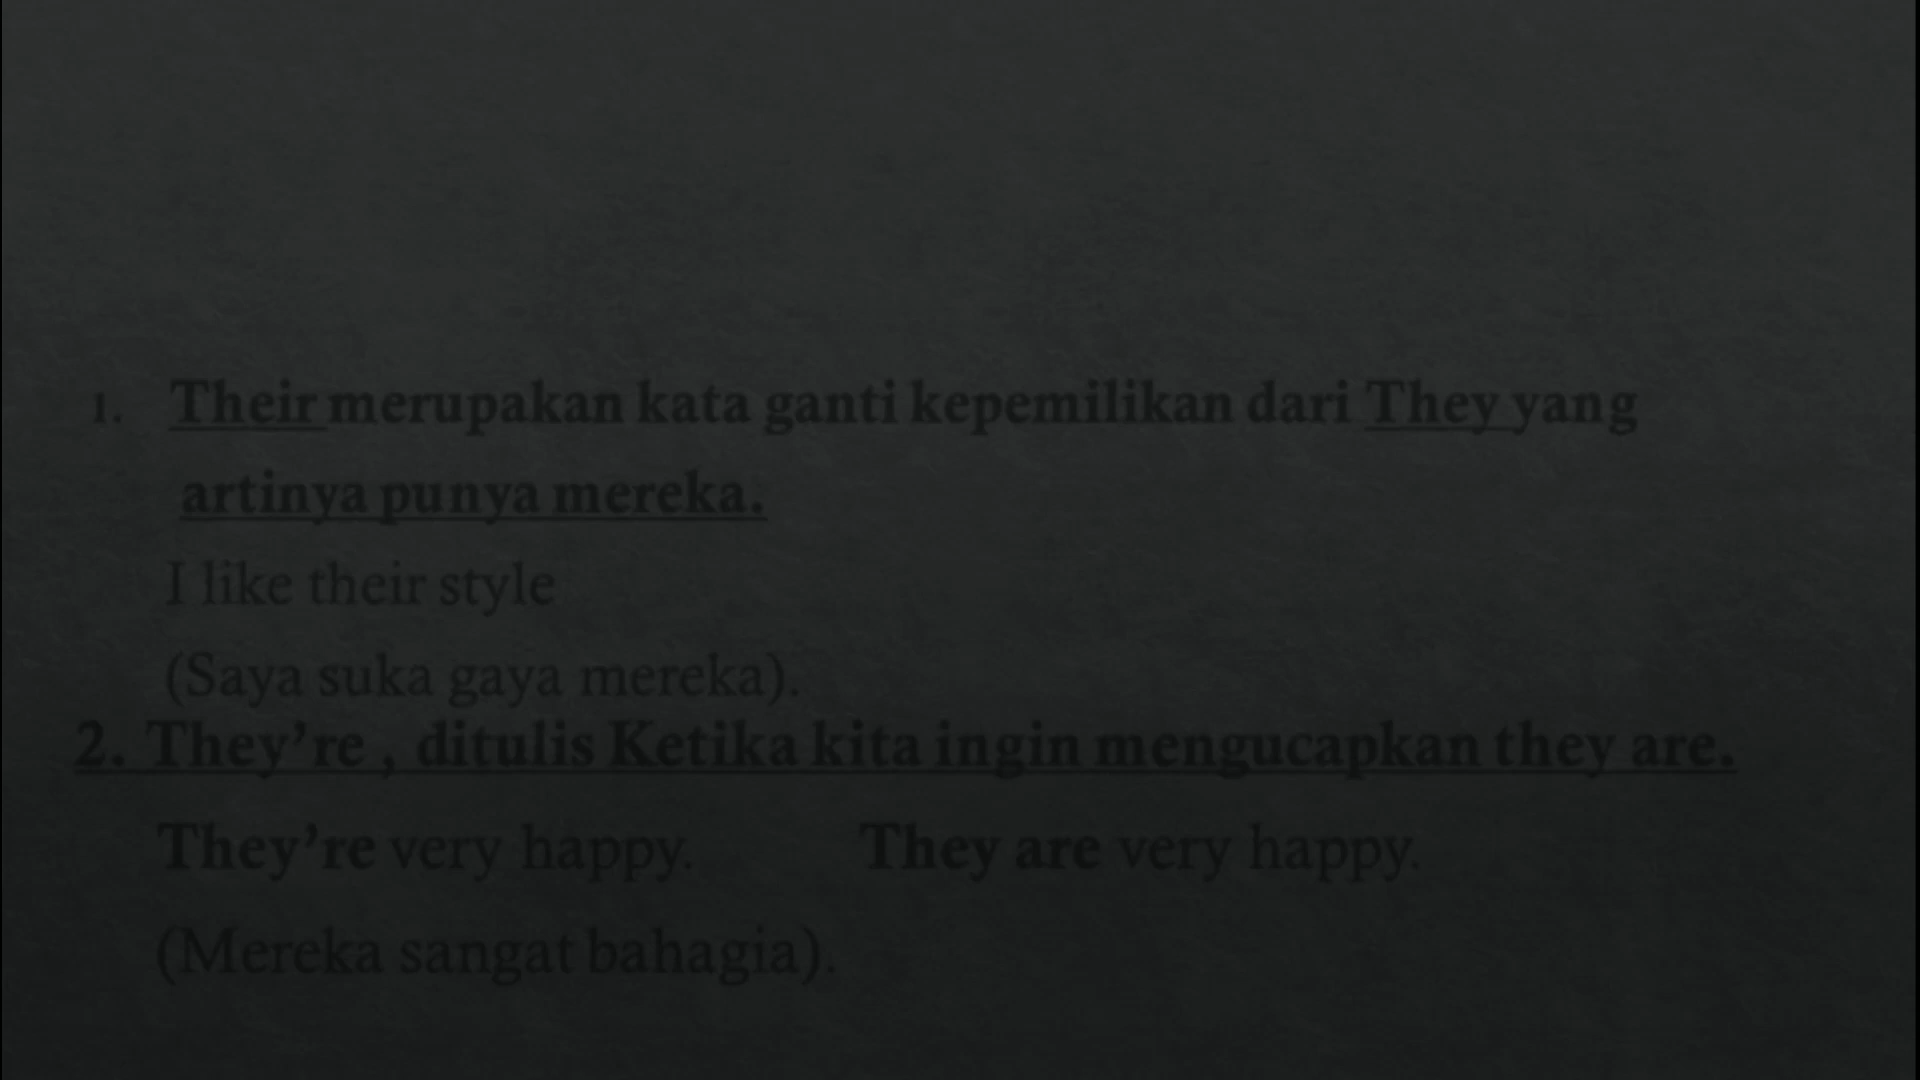 1. Their merupakan kata ganti kepemilikan dari They yang
artinya punya mereka.
I like their style
(Saya suka gaya mereka).
2. They’re , ditulis Ketika kita ingin mengucapkan they are.
They’re very happy. They are very happy.
(Mereka sangat bahagia).